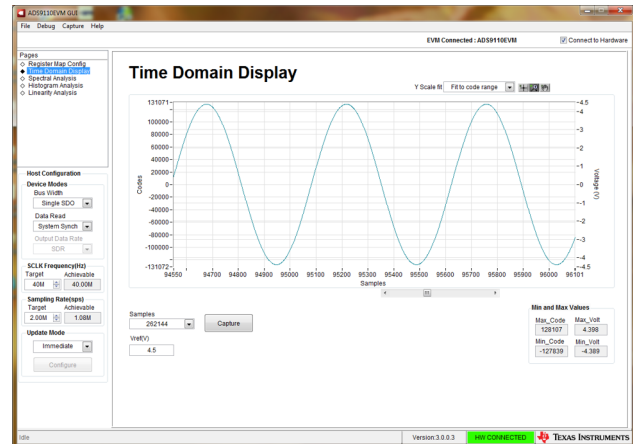 ADS9110EVM GUI
File Debug Capture Help
EVM Connected : ADS9110EVM
Connect to Hardware
Pages
Register Map Config
Time Domain Display
Spectral Analysis
Histogram Analysis
Linearity Analysis
Time Domain Display
Y Scale fit Fit to code range
131071
100000
80000
60000
40000
20000
0
-20000
-40000
-60000
-80000
-100000
-131072
Codes
4.5
4
3
2
1
0
-1
-2
-3
-4
-4.5
Voltage (V)
94550 94700 94800 94900 95000 95100 95200 95300 95400 95500 95600 95700 95800 95900 96000 96101
Samples
Host Configuration
Device Modes
Bus Width
Single SDO
Data Read
System Synch
Output Data Rate
SDR
SCLK Frequency(Hz)
Target Achievable
40M 40.00M
Sampling Rate(sps)
Target Achievable
2.00M 1.08M
Update Mode
Immediate
Configure
Samples
262144
Capture
Vref(V)
4.5
Min and Max Values
Max_Code Max_Volt
128107 4.398
Min_Code Min_Volt
-127839 -4.389
Idle
Version:3.0.0.3
HW CONNECTED
TEXAS INSTRUMENTS